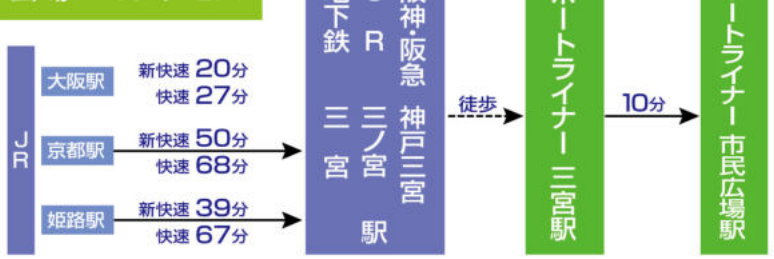 JR
大阪駅
新快速 20分
快速 27分
京都駅
新快速 50分
快速 68分
姫路駅
新快速 39分
快速 67分
下鉄 三宮
R 三ノ宮
阪神・阪急 神戸三宮
駅
徒歩
ートライナー 三宮駅
10分
ートライナー 市民広場駅